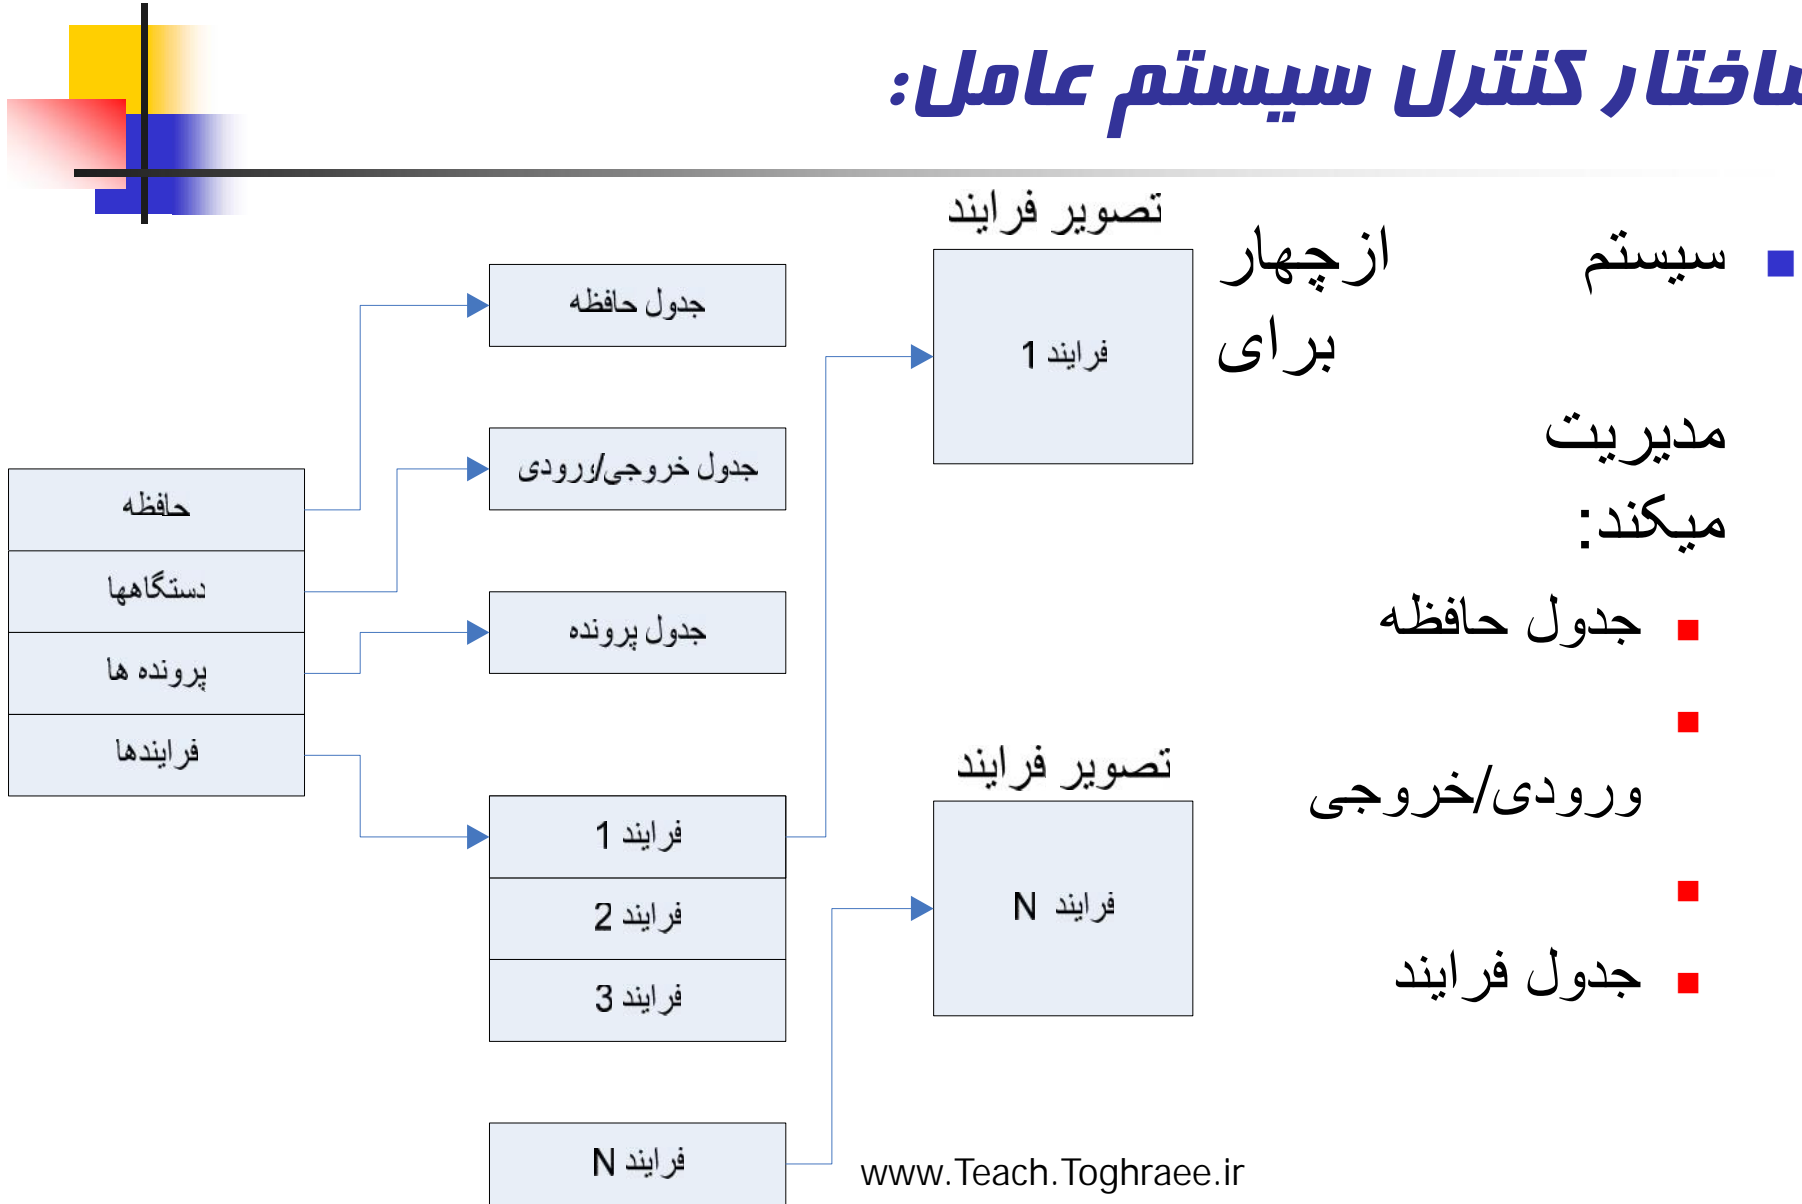 ساختار کنترل سیستم عامل:
سیستم ازچهار
برای
مدیریت
میکند:
جدول حافظه
ورودی/خروجی
جدول فرایند
تصویر فرایند
فرایند 1
تصویر فرایند
فرایند N
جدول حافظه
جدول خروجی/ورودی
جدول پرونده
فرایند 1
فرایند 2
فرایند 3
فرایند N
حافظه
دستگاهها
پرونده ها
فرایندها
www.Teach.Toghraee.ir